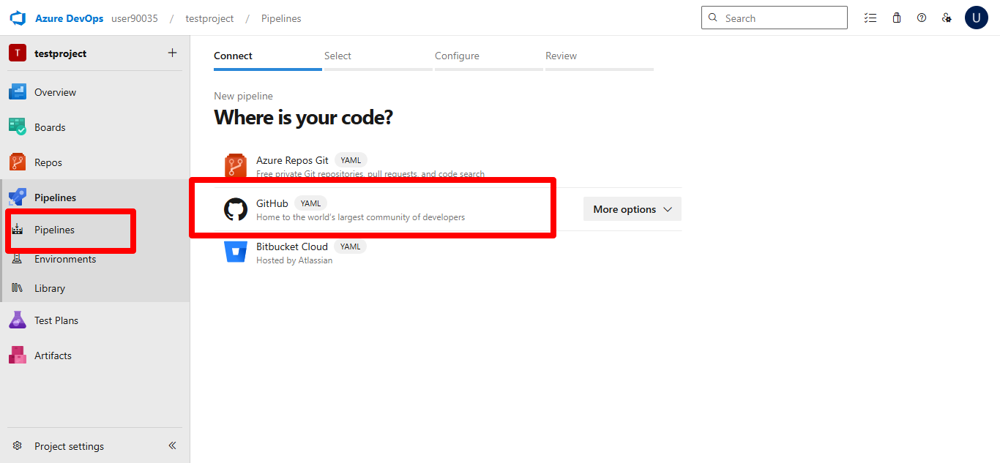 Azure DevOps user90035 / testproject / Pipelines
Search
U
T testproject
Overview
Boards
Repos
Pipelines
Pipelines
Environments
Library
Test Plans
Artifacts
Project settings
Connect Select Configure Review
New pipeline
Where is your code?
Azure Repos Git YAML
Free private Git repositories, pull requests, and code search
GitHub YAML
Home to the world's largest community of developers
More options
Bitbucket Cloud YAML
Hosted by Atlassian